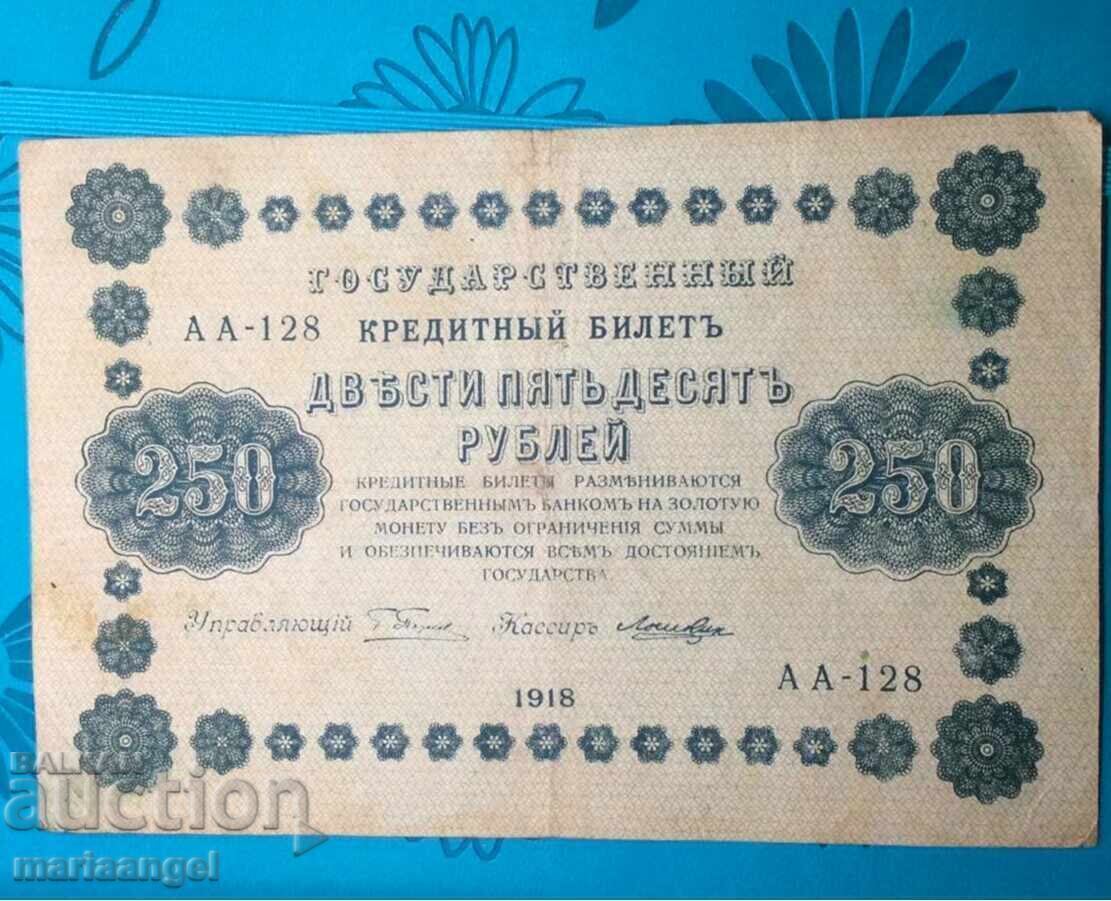 ГОСУДАРСТВЕННЫЙ
АА-128 КРЕДИТНЫЙ БИЛЕТЪ
ДВѢСТИ ПЯТЬДЕСЯТЪ
РУБЛЕЙ
250 250
КРЕДИТНЫЕ БИЛЕТЫ РАЗМѢНИВАЮТСЯ
ГОСУДАРСТВЕННЫМЪ БАНКОМЪ НА ЗОЛОТУЮ
МОНЕТУ БЕЗЪ ОГРАНИЧЕНІЯ СУММЫ
И ОБЕЗПЕЧИВАЮТСЯ ВСѢМЪ ДОСТОЯНІЕМЪ
ГОСУДАРСТВА.
Управляющій Кассиръ
1918 АА-128
BALKAN
auction
mariaangel